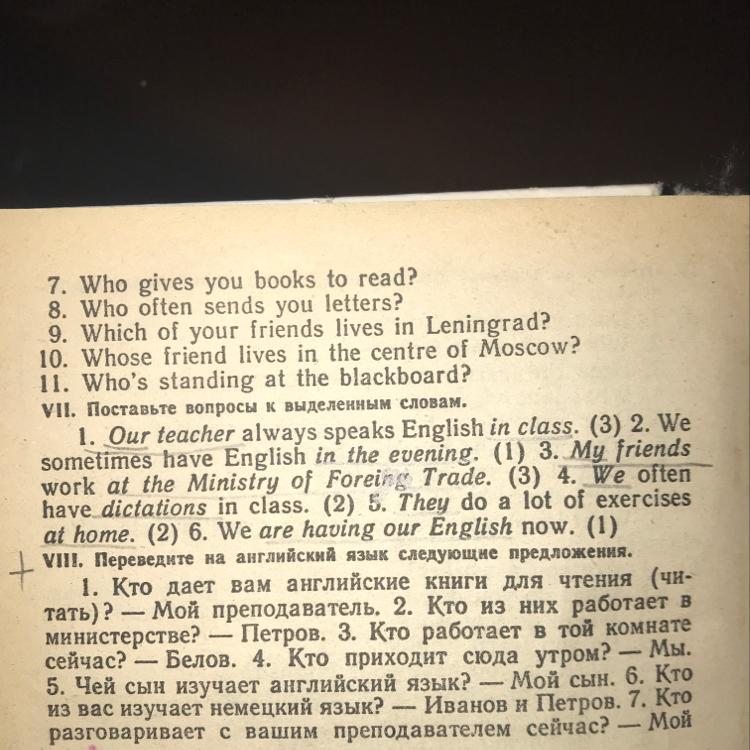 7. Who gives you books to read?
8. Who often sends you letters?
9. Which of your friends lives in Leningrad?
10. Whose friend lives in the centre of Moscow?
11. Who's standing at the blackboard?
VII. Поставьте вопросы к выделенным словам.
1. Our teacher always speaks English in class. (3) 2. We
sometimes have English in the evening. (1) 3. My friends
work at the Ministry of Foreing Trade. (3) 4. We often
have dictations in class. (2) 5. They do a lot of exercises
at home. (2) 6. We are having our English now. (1)
VIII. Переведите на английский язык следующие предложения.
1. Кто дает вам английские книги для чтения (чи-
тать)? — Мой преподаватель. 2. Кто из них работает в
министерстве? — Петров. 3. Кто работает в той комнате
сейчас? — Белов. 4. Кто приходит сюда утром? — Мы.
5. Чей сын изучает английский язык? — Мой сын. 6. Кто
из вас изучает немецкий язык? — Иванов и Петров. 7. Кто
разговаривает с вашим преподавателем сейчас? — Мой